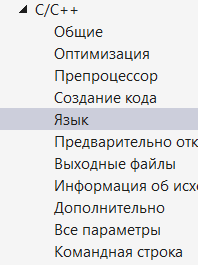 C/C++
Общие
Оптимизация
Препроцессор
Создание кода
Язык
Предварительно отк
Выходные файлы
Информация об исхо
Дополнительно
Все параметры
Командная строка